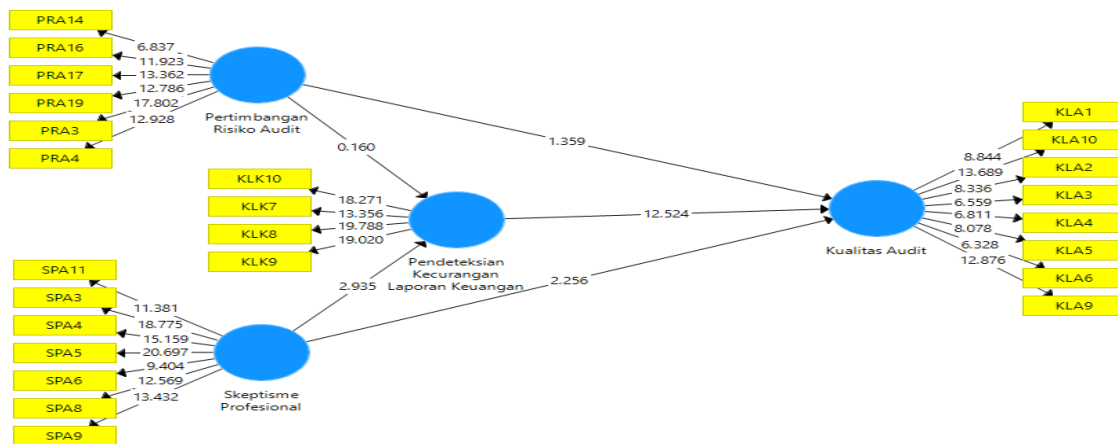 PRA14
PRA16
PRA17
PRA19
PRA3
PRA4
6.837
11.923
13.362
12.786
17.802
12.928
Pertimbangan
Risiko Audit
0.160
1.359
KLK10
KLK7
KLK8
KLK9
18.271
13.356
19.788
19.020
Pendeteksian
Kecurangan
Laporan Keuangan
12.524
2.935
2.256
SPA11
SPA3
SPA4
SPA5
SPA6
SPA8
SPA9
11.381
18.775
15.159
20.697
9.404
12.569
13.432
Skeptisme
Profesional
Kualitas Audit
8.844
13.689
8.336
6.559
6.811
8.078
6.328
12.876
KLA1
KLA10
KLA2
KLA3
KLA4
KLA5
KLA6
KLA9